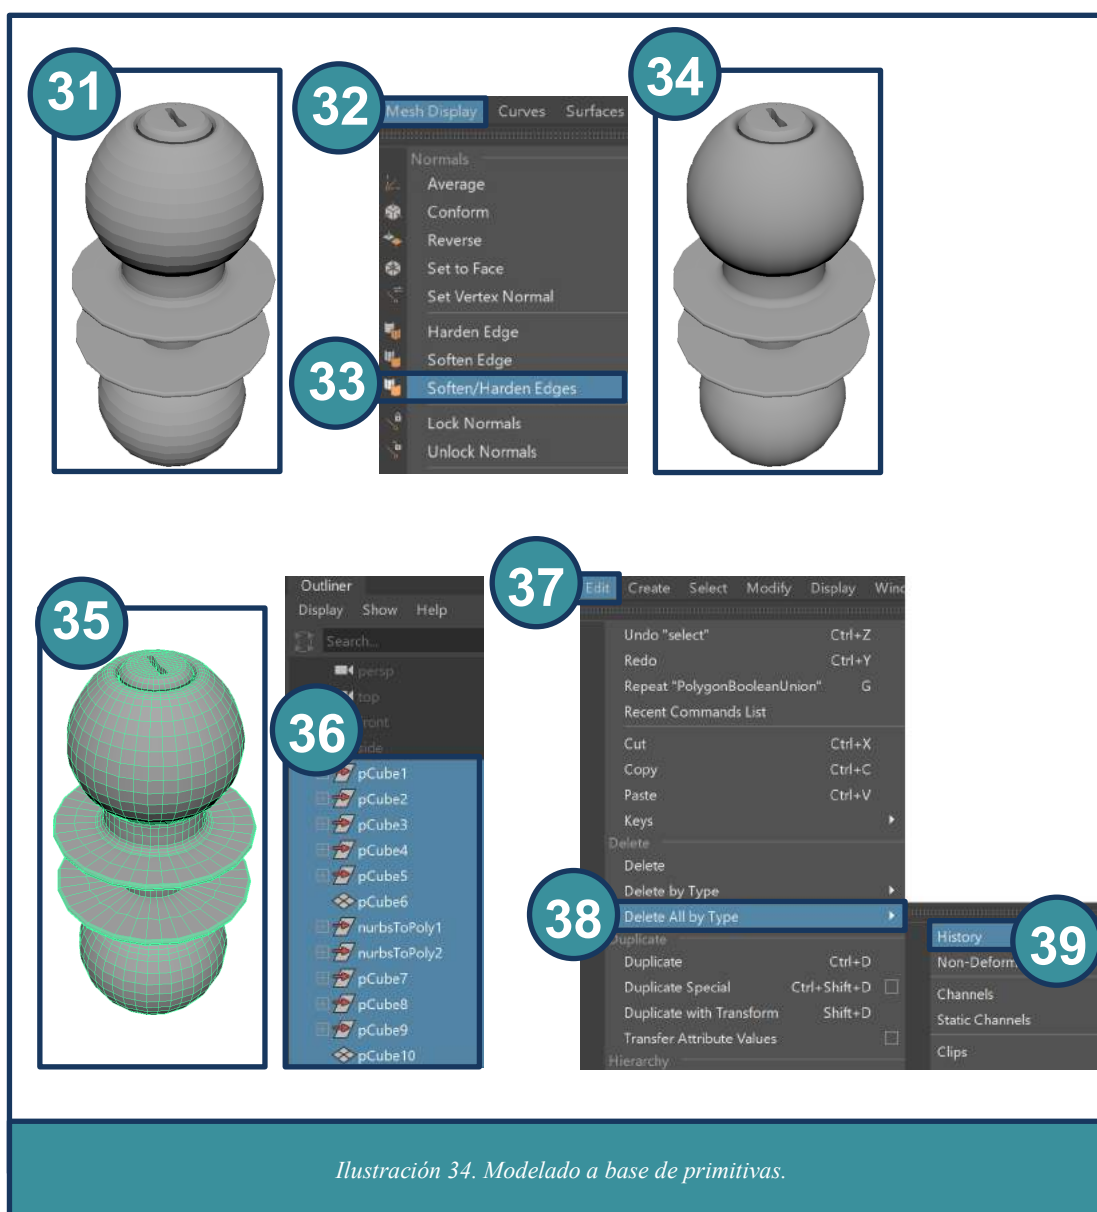 31
32
Mesh Display Curves Surfaces
Normals
Average
Conform
Reverse
Set to Face
Set Vertex Normal
Harden Edge
Soften Edge
33
Soften/Harden Edges
Lock Normals
Unlock Normals
34
35
Outliner
Display Show Help
Search...
persp
top
36
side
pCube1
pCube2
pCube3
pCube4
pCube5
pCube6
nurbsToPoly1
nurbsToPoly2
pCube7
pCube8
pCube9
pCube10
37
Edit Create Select Modify Display Wind
Undo "select" Ctrl+Z
Redo Ctrl+Y
Repeat "PolygonBooleanUnion" G
Recent Commands List
Cut Ctrl+X
Copy Ctrl+C
Paste Ctrl+V
Keys
Delete
Delete
Delete by Type
38
Delete All by Type
Duplicate
Duplicate Ctrl+D
Duplicate Special Ctrl+Shift+D
Duplicate with Transform Shift+D
Transfer Attribute Values
Hierarchy
History
39
Non-Deform
Channels
Static Channels
Clips
Ilustración 34. Modelado a base de primitivas.